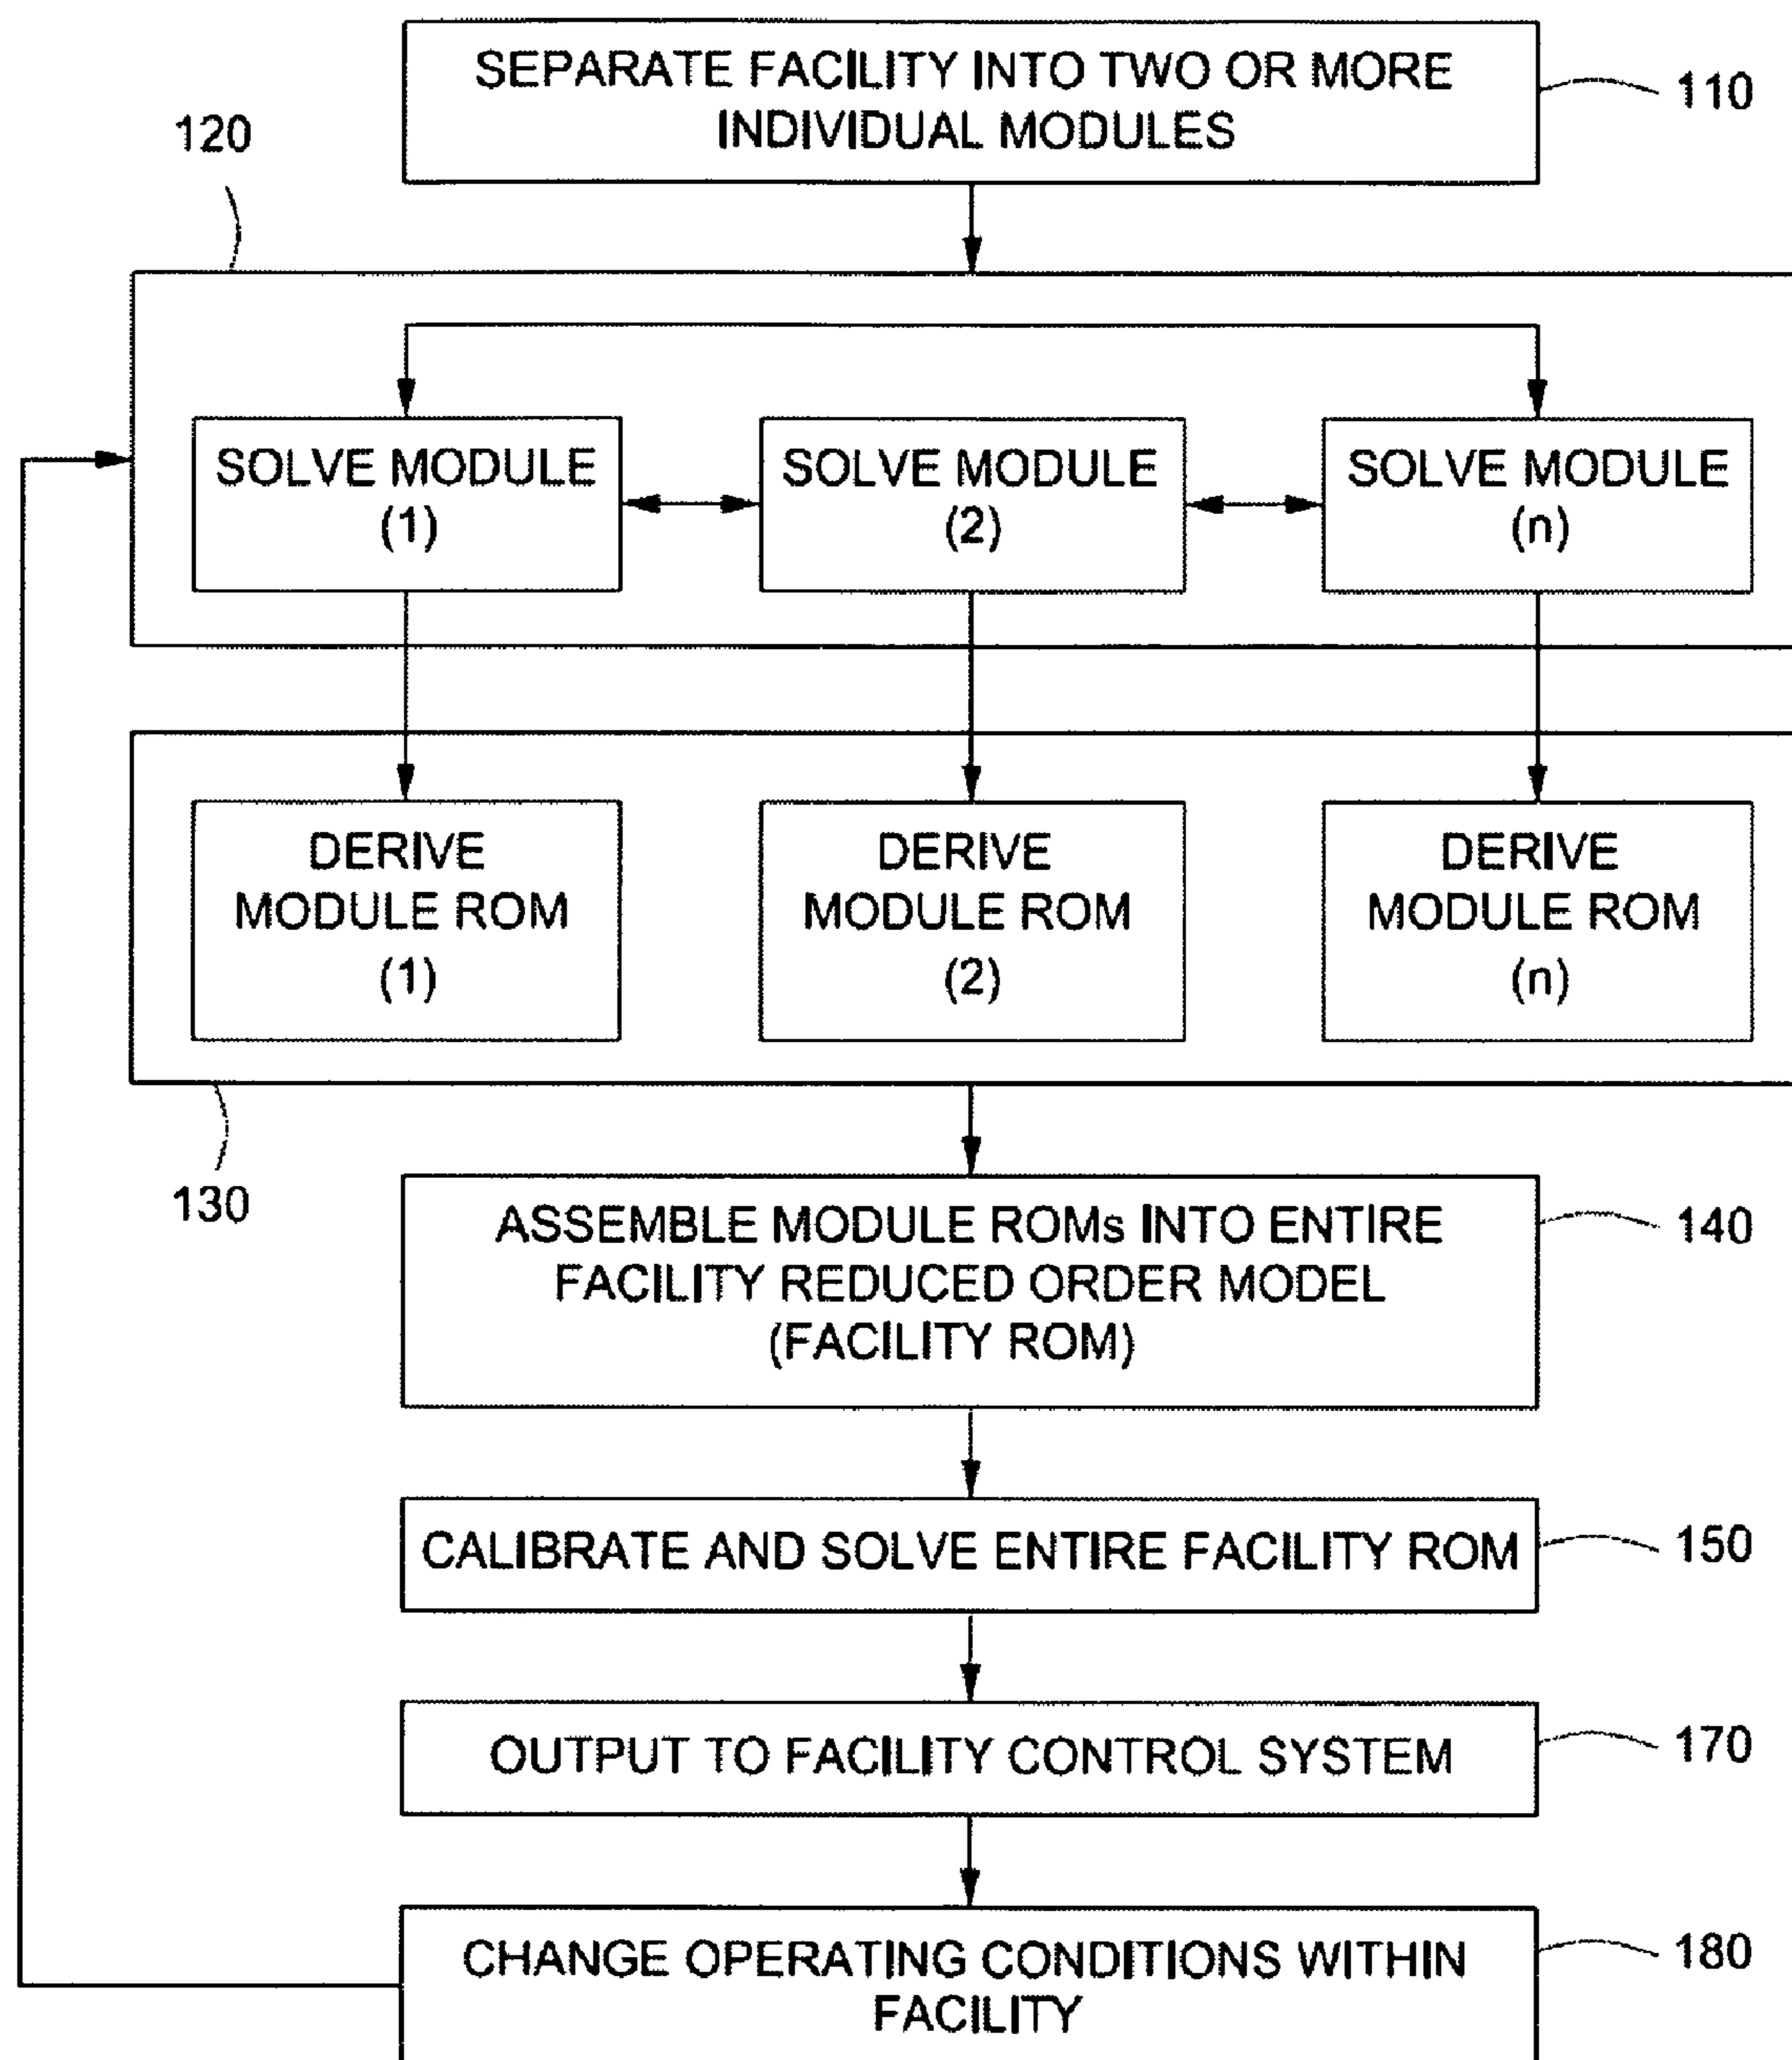 SEPARATE FACILITY INTO TWO OR MORE
INDIVIDUAL MODULES
110
120
SOLVE MODULE
(1)
SOLVE MODULE
(2)
SOLVE MODULE
(n)
DERIVE
MODULE ROM
(1)
DERIVE
MODULE ROM
(2)
DERIVE
MODULE ROM
(n)
130
ASSEMBLE MODULE ROMs INTO ENTIRE
FACILITY REDUCED ORDER MODEL
(FACILITY ROM)
140
CALIBRATE AND SOLVE ENTIRE FACILITY ROM
150
OUTPUT TO FACILITY CONTROL SYSTEM
170
CHANGE OPERATING CONDITIONS WITHIN
FACILITY
180